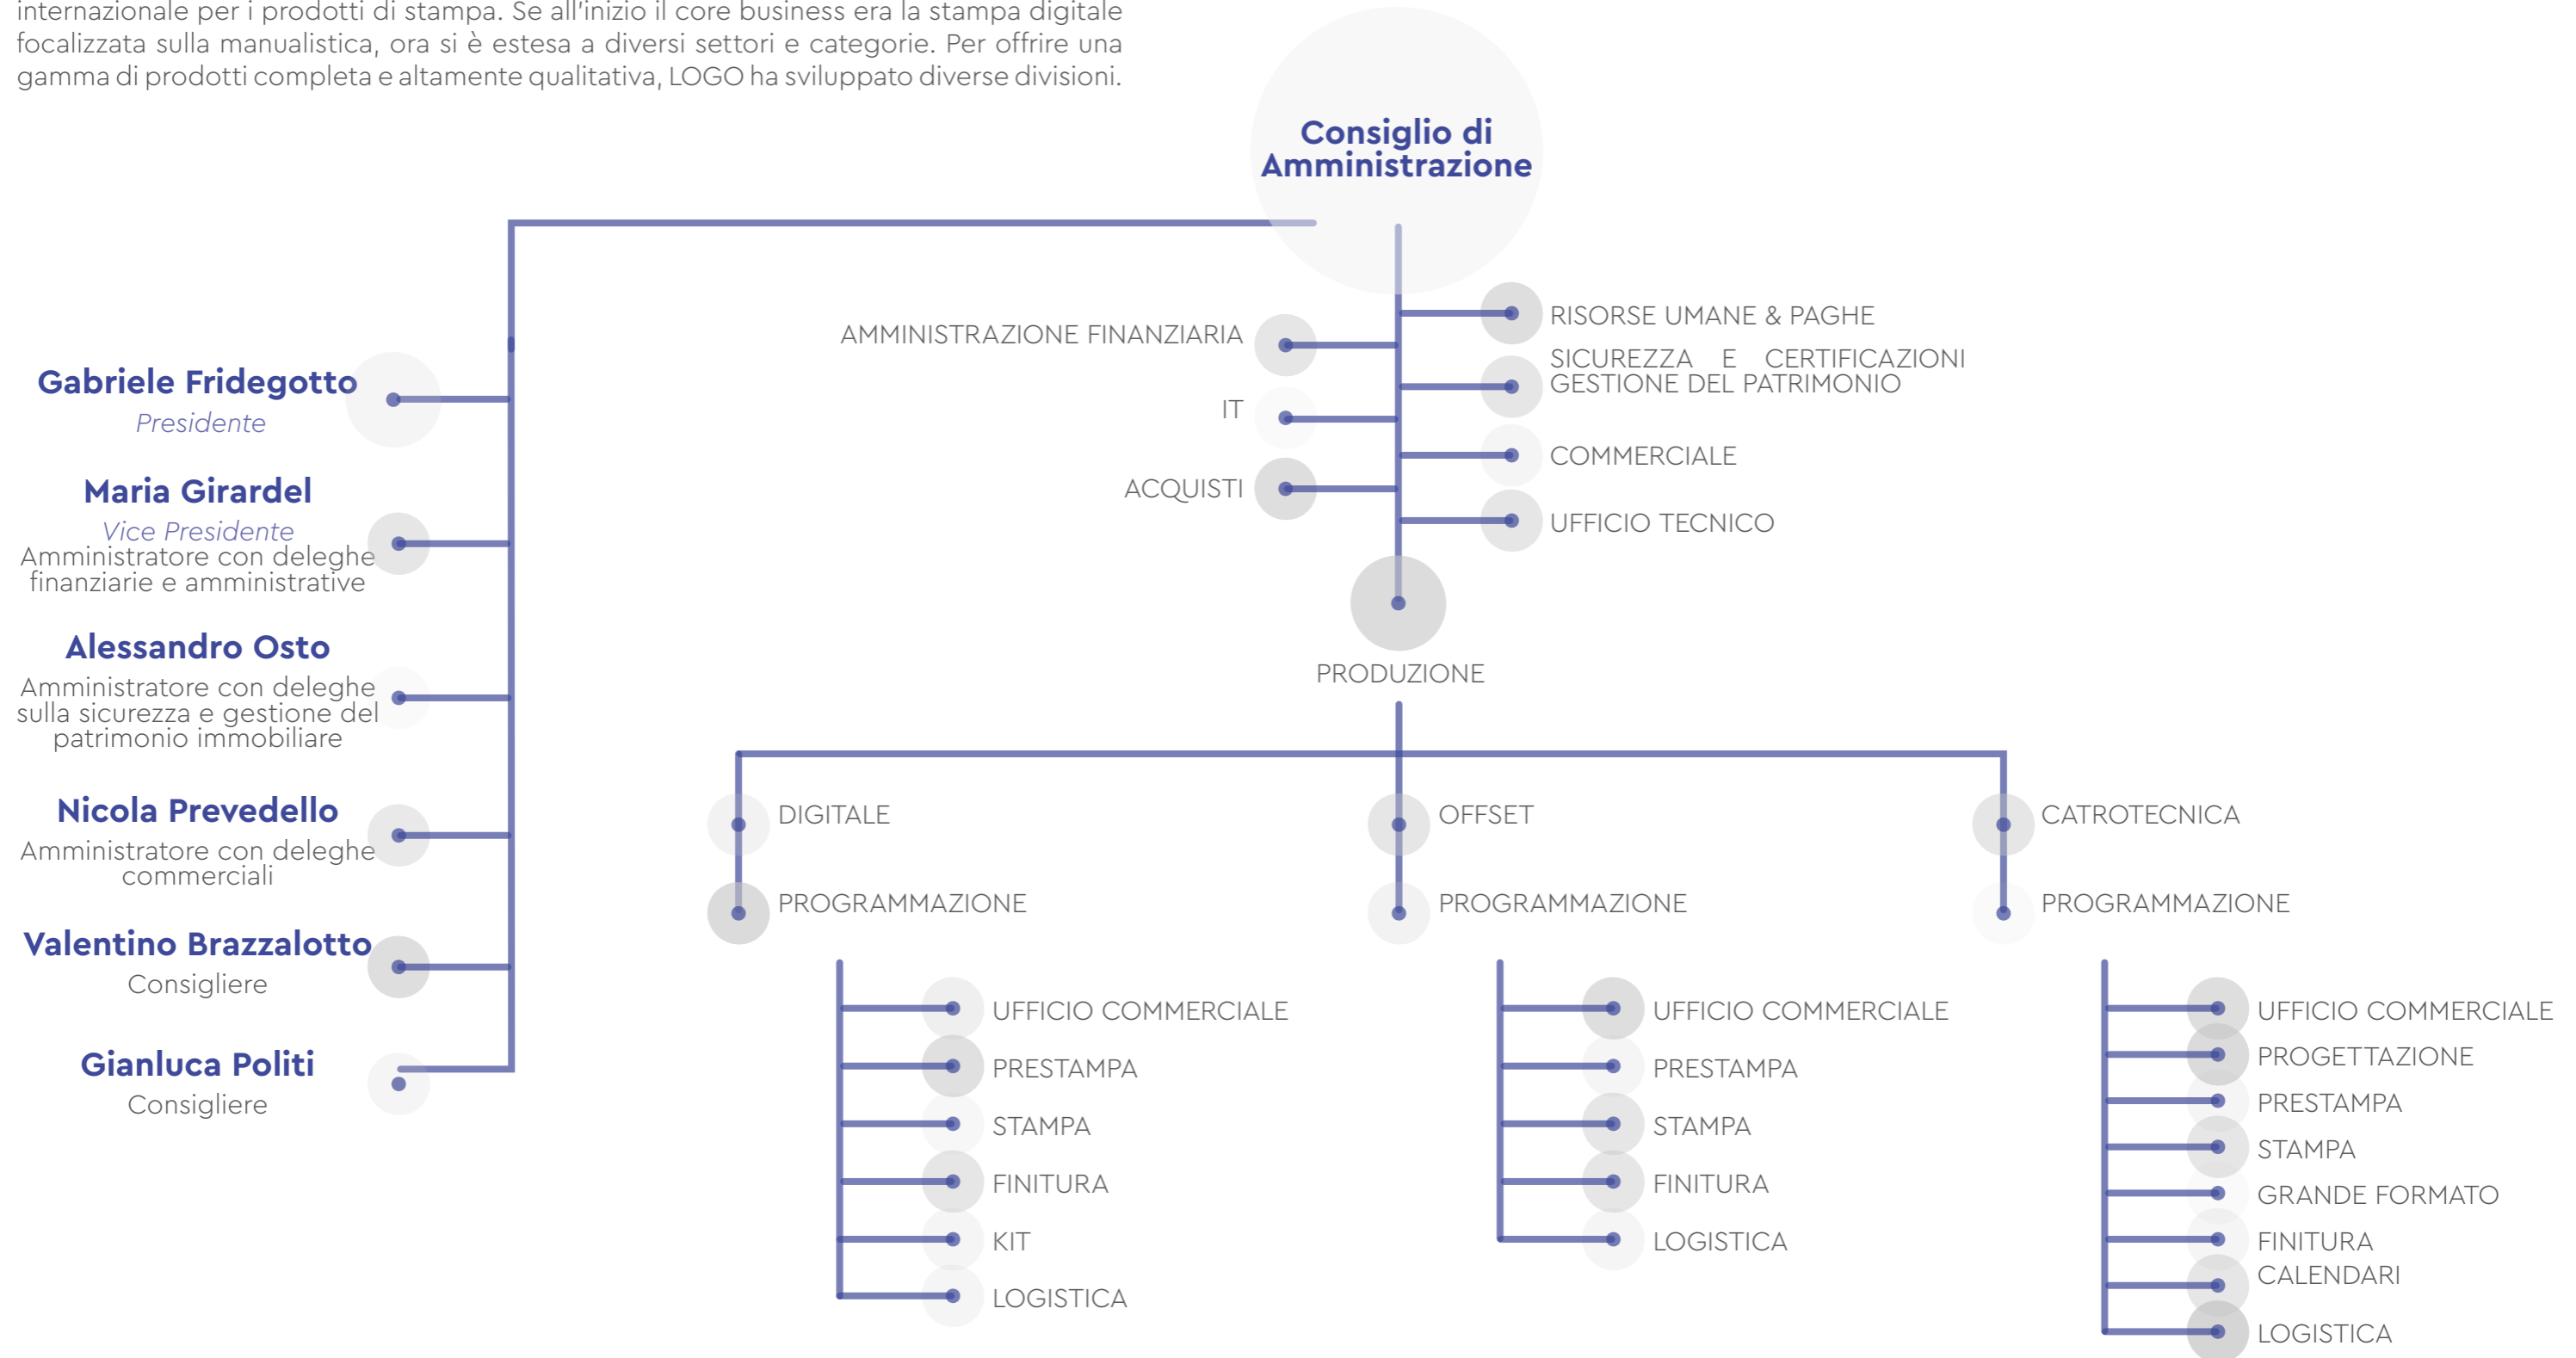 internazionale per i prodotti di stampa. Se all'inizio il core business era la stampa digitale
focalizzata sulla manualistica, ora si è estesa a diversi settori e categorie. Per offrire una
gamma di prodotti completa e altamente qualitativa, LOGO ha sviluppato diverse divisioni.
Consiglio di
Amministrazione
Gabriele Fridegotto
Presidente
Maria Girardel
Vice Presidente
Amministratore con deleghe
finanziarie e amministrative
Alessandro Osto
Amministratore con deleghe
sulla sicurezza e gestione del
patrimonio immobiliare
Nicola Prevedello
Amministratore con deleghe
commerciali
Valentino Brazzalotto
Consigliere
Gianluca Politi
Consigliere
AMMINISTRAZIONE FINANZIARIA
IT
ACQUISTI
RISORSE UMANE & PAGHE
SICUREZZA E CERTIFICAZIONI
GESTIONE DEL PATRIMONIO
COMMERCIALE
UFFICIO TECNICO
PRODUZIONE
DIGITALE
PROGRAMMAZIONE
UFFICIO COMMERCIALE
PRESTAMPA
STAMPA
FINITURA
KIT
LOGISTICA
OFFSET
PROGRAMMAZIONE
UFFICIO COMMERCIALE
PRESTAMPA
STAMPA
FINITURA
LOGISTICA
CATROTECNICA
PROGRAMMAZIONE
UFFICIO COMMERCIALE
PROGETTAZIONE
PRESTAMPA
STAMPA
GRANDE FORMATO
FINITURA
CALENDARI
LOGISTICA